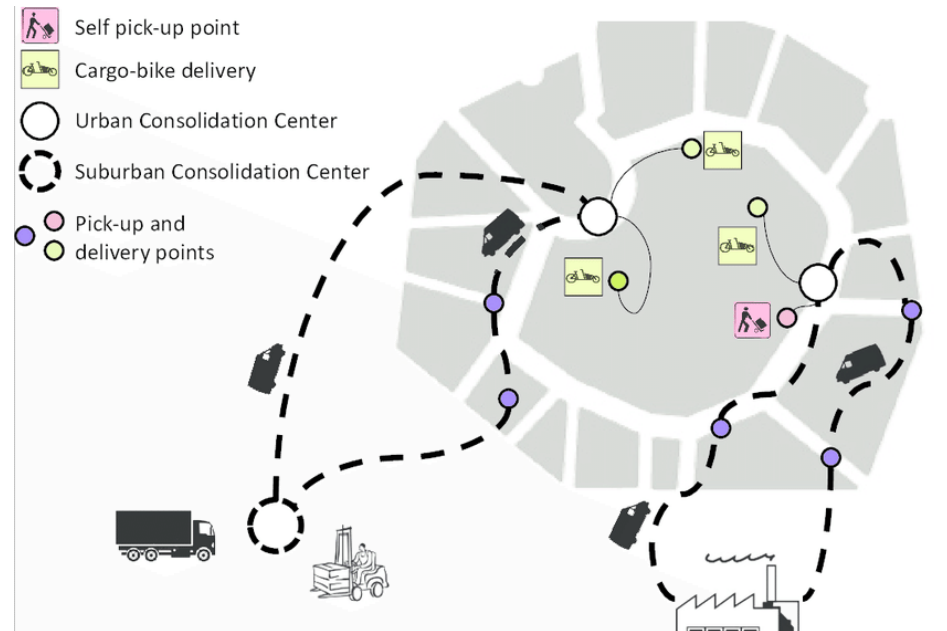 Self pick-up point
Cargo-bike delivery
Urban Consolidation Center
Suburban Consolidation Center
Pick-up and
delivery points